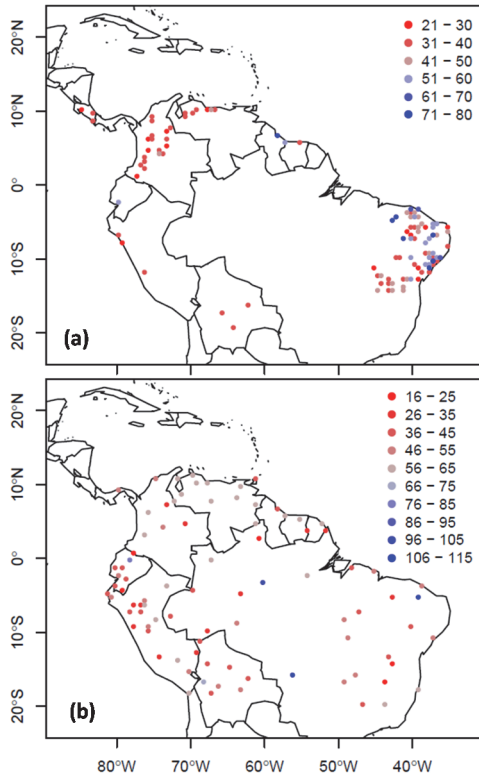 20°N
10°N
0°
10°S
20°S
21 − 30
31 − 40
41 − 50
51 − 60
61 − 70
71 − 80
(a)
20°N
10°N
0°
10°S
20°S
16 − 25
26 − 35
36 − 45
46 − 55
56 − 65
66 − 75
76 − 85
86 − 95
96 − 105
106 − 115
(b)
80°W 70°W 60°W 50°W 40°W